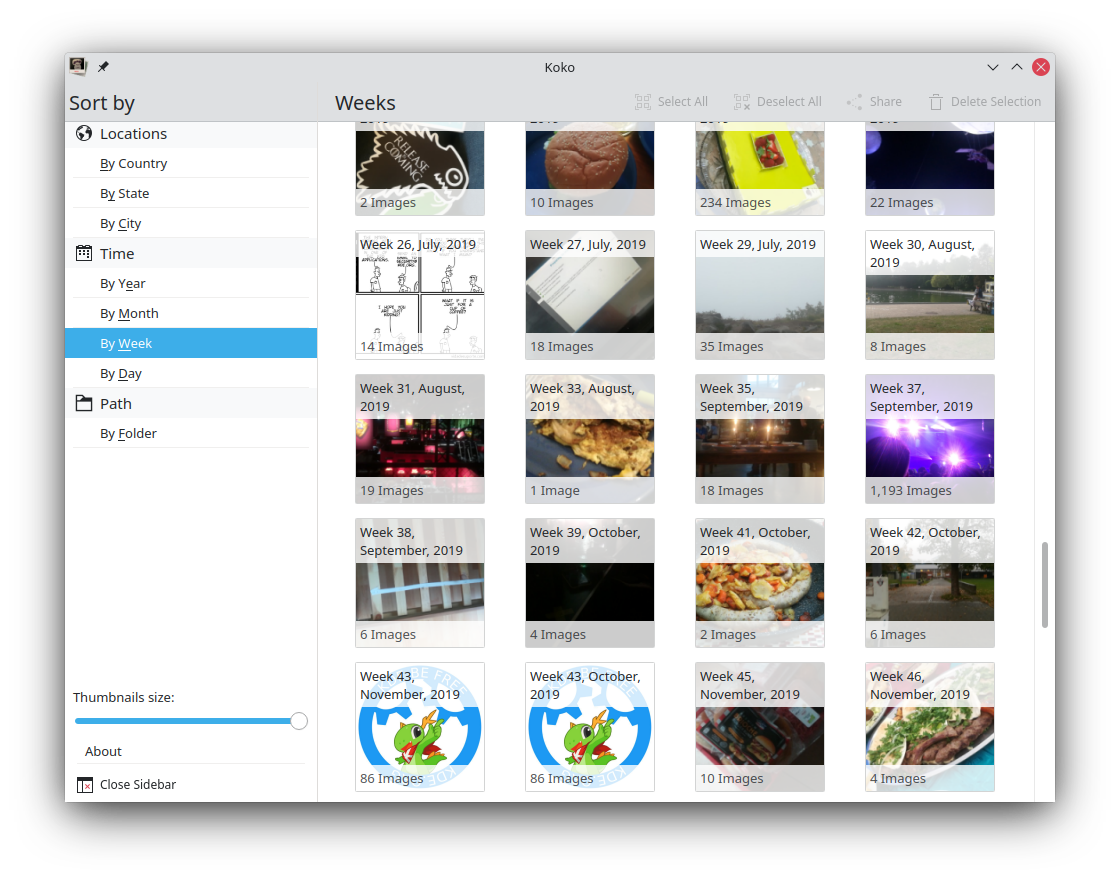 Koko
Sort by
Weeks
Select All
Deselect All
Share
Delete Selection
Locations
By Country
By State
By City
Time
By Year
By Month
By Week
By Day
Path
By Folder
Thumbnails size:
About
Close Sidebar
RELEASE
COMING
2 Images
10 Images
234 Images
22 Images
Week 26, July, 2019
14 Images
Week 27, July, 2019
18 Images
Week 29, July, 2019
35 Images
Week 30, August,
2019
8 Images
Week 31, August,
2019
19 Images
Week 33, August,
2019
1 Image
Week 35,
September, 2019
18 Images
Week 37,
September, 2019
1,193 Images
Week 38,
September, 2019
6 Images
Week 39, October,
2019
4 Images
Week 41, October,
2019
2 Images
Week 42, October,
2019
6 Images
Week 43,
November, 2019
86 Images
Week 43, October,
2019
86 Images
Week 45,
November, 2019
10 Images
Week 46,
November, 2019
4 Images